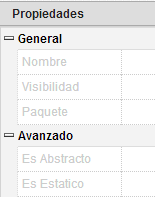 Propiedades
General
Nombre
Visibilidad
Paquete
Avanzado
Es Abstracto
Es Estatico